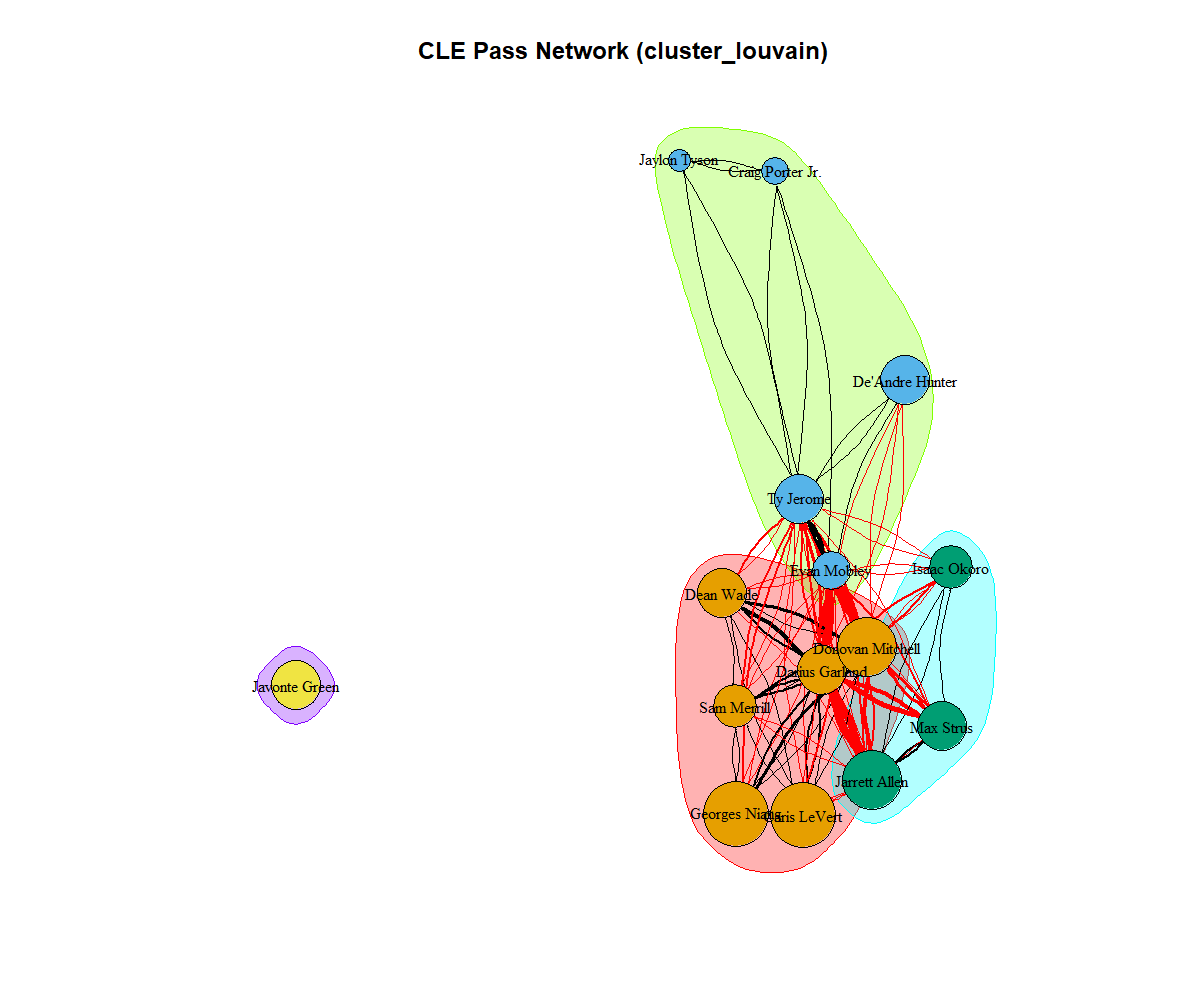 CLE Pass Network (cluster_louvain)
Jaylon Tyson
Craig Porter Jr.
De'Andre Hunter
Ty Jerome
Evan Mobley
Isaac Okoro
Dean Wade
Donovan Mitchell
Darius Garland
Javonte Green
Sam Merrill
Max Strus
Jarrett Allen
Georges Niang
Caris LeVert